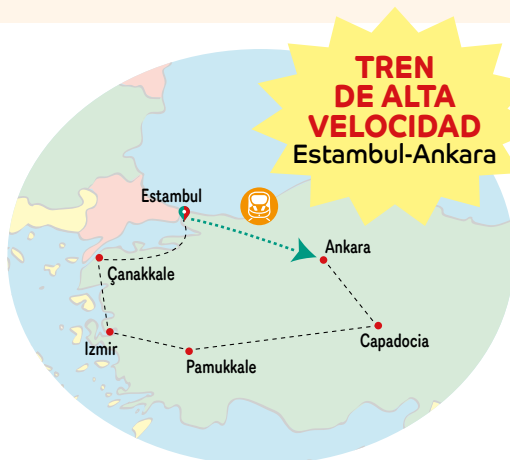 TREN
DE ALTA
VELOCIDAD
Estambul-Ankara
Estambul
Ankara
Çanakkale
Izmir
Pamukkale
Capadocia